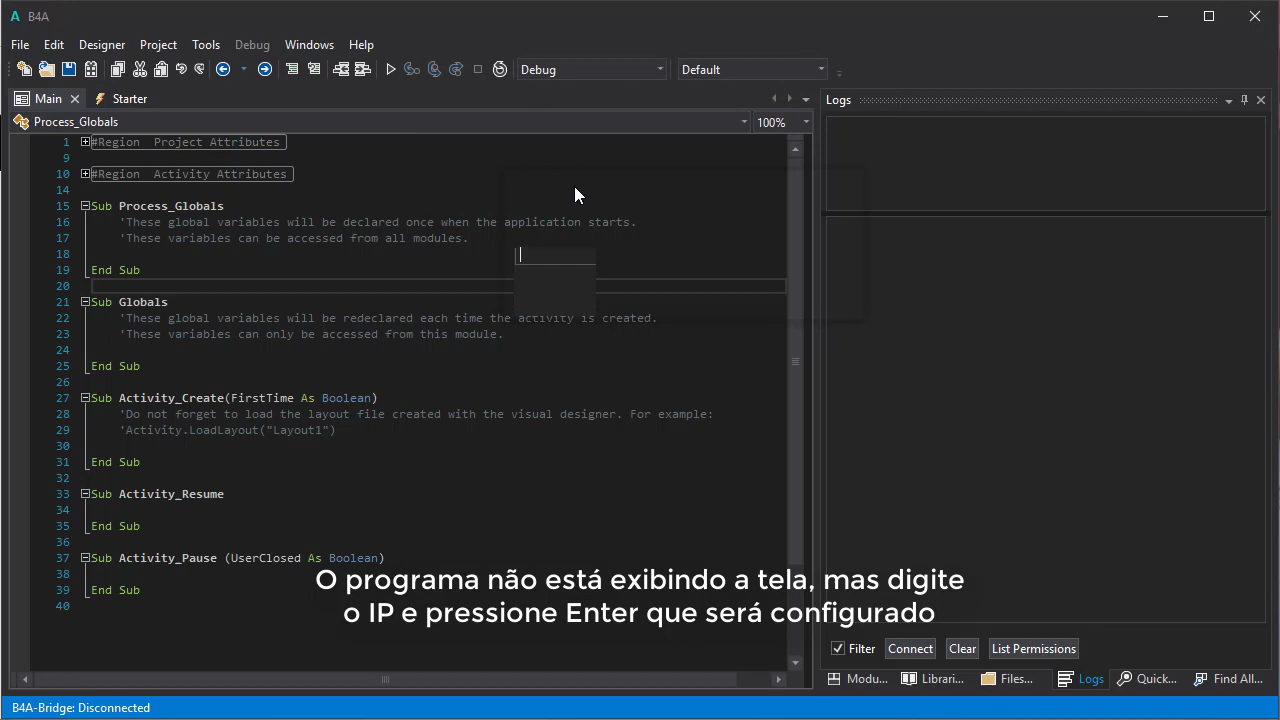 B4A
File Edit Designer Project Tools Debug Windows Help
Debug Default
Main Starter
Process_Globals 100%
1 #Region  Project Attributes
9
10 #Region  Activity Attributes
14
15 Sub Process_Globals
16 'These global variables will be declared once when the application starts.
17 'These variables can be accessed from all modules.
18
19 End Sub
20
21 Sub Globals
22 'These global variables will be redeclared each time the activity is created.
23 'These variables can only be accessed from this module.
24
25 End Sub
26
27 Sub Activity_Create(FirstTime As Boolean)
28 'Do not forget to load the layout file created with the visual designer. For example:
29 'Activity.LoadLayout("Layout1")
30
31 End Sub
32
33 Sub Activity_Resume
34
35 End Sub
36
37 Sub Activity_Pause (UserClosed As Boolean)
38
39 End Sub
40
Logs
Filter Connect Clear List Permissions
Modu... Librari... Files... Logs Quick... Find All...
O programa não está exibindo a tela, mas digite
o IP e pressione Enter que será configurado
B4A-Bridge: Disconnected